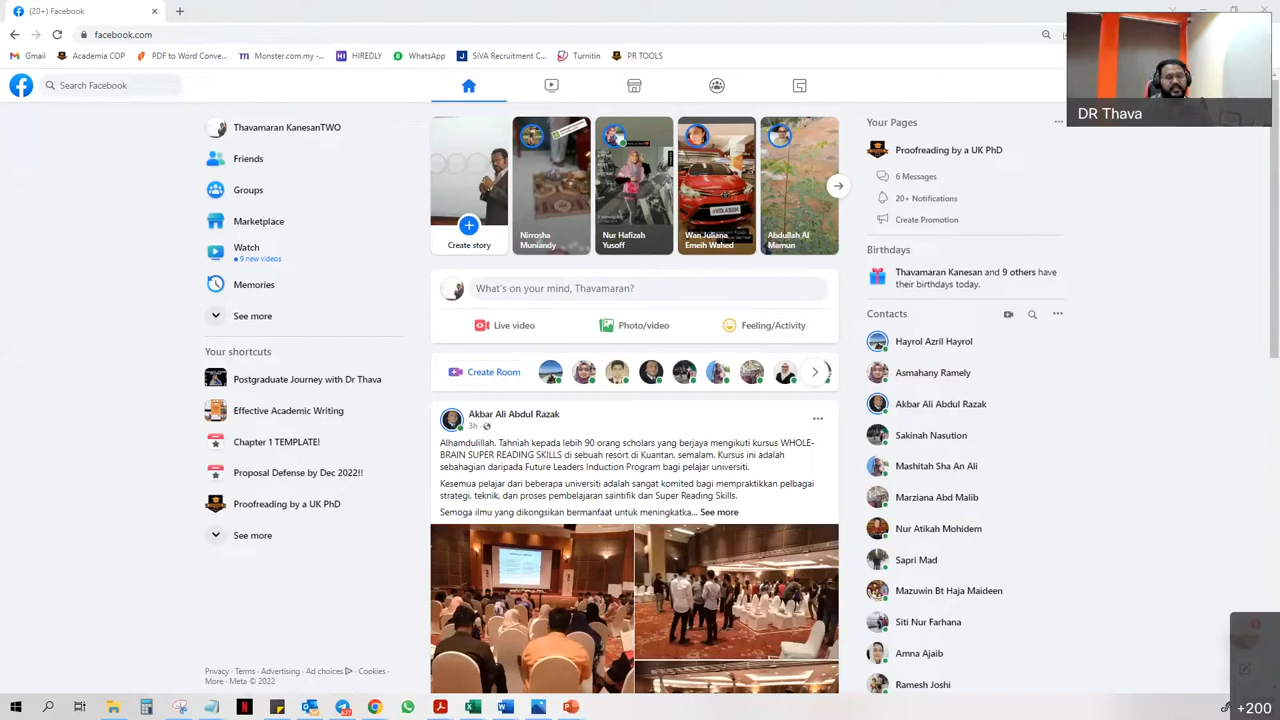 (20+) Facebook
facebook.com
Gmail
Academia COP
PDF to Word Conve...
Monster.com.my -...
HIREDLY
WhatsApp
SiVA Recruitment C...
Turnitin
PR TOOLS
DR Thava
Search Facebook
Thavamaran KanesanTWO
Friends
Groups
Marketplace
Watch
9 new videos
Memories
See more
Your shortcuts
Postgraduate Journey with Dr Thava
Effective Academic Writing
Chapter 1 TEMPLATE!
Proposal Defense by Dec 2022!!
Proofreading by a UK PhD
See more
Privacy · Terms · Advertising · Ad choices · Cookies ·
More · Meta © 2022
Create story
Nirrosha
Muniandy
Nur Hafizah
Yusoff
Wan Juliana
Emeih Wahed
Abdullah Al
Mamun
What's on your mind, Thavamaran?
Live video
Photo/video
Feeling/Activity
Create Room
Akbar Ali Abdul Razak
3h ·
Alhamdulillah. Tahniah kepada lebih 90 orang scholars yang berjaya mengikuti kursus WHOLE-
BRAIN SUPER READING SKILLS di sebuah resort di Kuantan, semalam. Kursus ini adalah
sebahagian daripada Future Leaders Induction Program bagi pelajar universiti.
Kesemua pelajar dari beberapa universiti adalah sangat komited bagi mempraktikkan pelbagai
strategi, teknik, dan proses pembelajaran saintifik dan Super Reading Skills.
Semoga ilmu yang dikongsikan bermanfaat untuk meningkatka... See more
Your Pages
Proofreading by a UK PhD
6 Messages
20+ Notifications
Create Promotion
Birthdays
Thavamaran Kanesan and 9 others have
their birthdays today.
Contacts
Hayrol Azril Hayrol
Asmahany Ramely
Akbar Ali Abdul Razak
Sakinah Nasution
Mashitah Sha An Ali
Marziana Abd Malib
Nur Atikah Mohidem
Sapri Mad
Mazuwin Bt Haja Maideen
Siti Nur Farhana
Amna Ajaib
Ramesh Joshi
+200